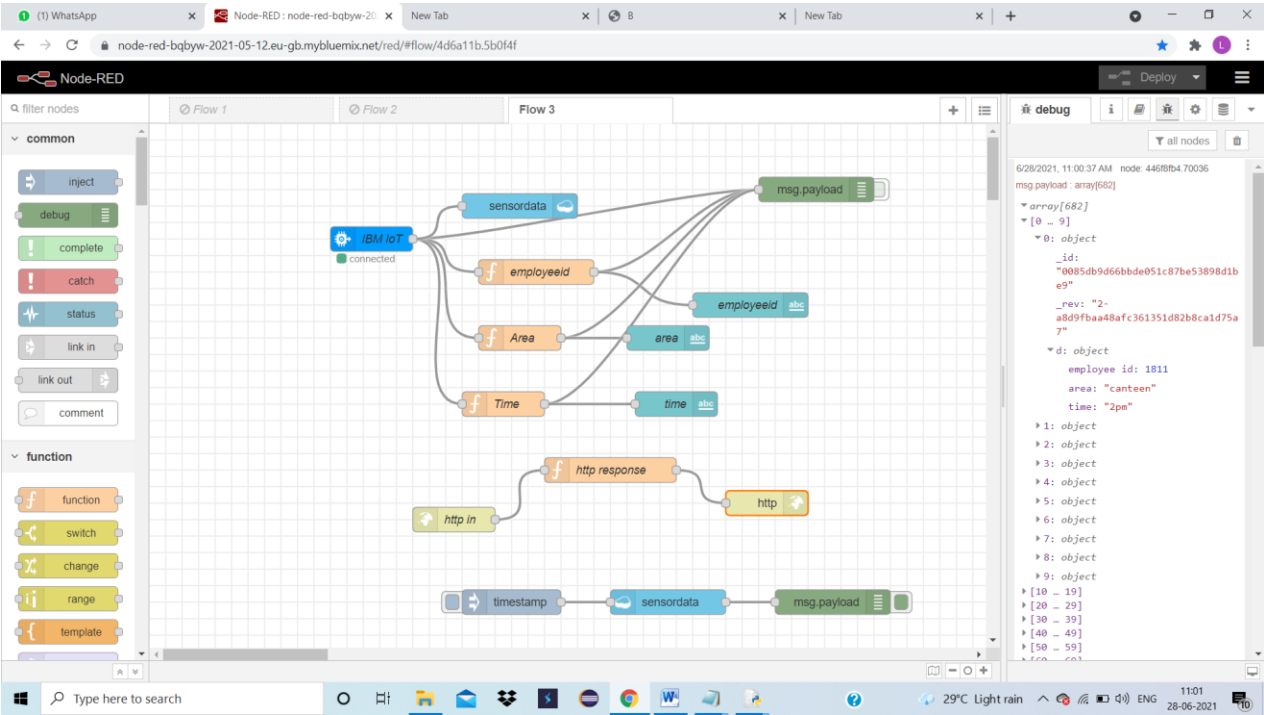 (1) WhatsApp
Node-RED : node-red-bqbyw-20
New Tab
B
New Tab
node-red-bqbyw-2021-05-12.eu-gb.mybluemix.net/red/#flow/4d6a11b.5b0f4f
L
Node-RED
Deploy
filter nodes
Flow 1
Flow 2
Flow 3
debug
i
all nodes
common
inject
debug
complete
catch
status
link in
link out
comment
function
function
switch
change
range
template
sensordata
msg.payload
IBM IoT
connected
f employeeid
employeeid abc
f Area
area abc
f Time
time abc
f http response
http in
http
timestamp
sensordata
msg.payload
6/28/2021, 11:00:37 AM node: 446f8fb4.70036
msg.payload : array[682]
array[682]
[0 … 9]
0: object
_id:
"0085db9d66bbde051c87be53898d1b
e9"
_rev: "2-
a8d9fbaa48afc361351d82b8ca1d75a
7"
d: object
employee id: 1811
area: "canteen"
time: "2pm"
1: object
2: object
3: object
4: object
5: object
6: object
7: object
8: object
9: object
[10 … 19]
[20 … 29]
[30 … 39]
[40 … 49]
[50 … 59]
Type here to search
29°C Light rain
ENG
11:01
28-06-2021
10